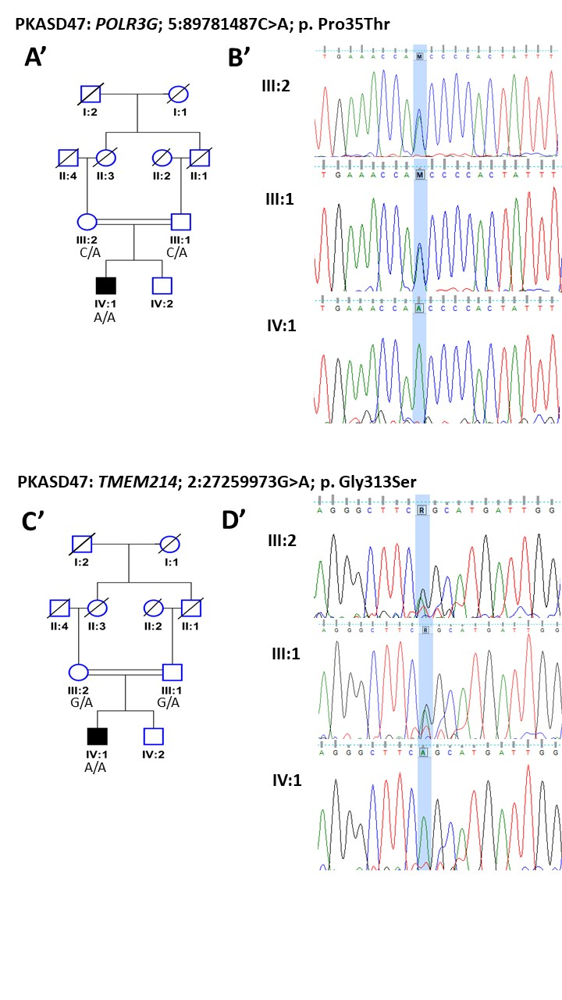 PKASD47: POLR3G; 5:89781487C>A; p. Pro35Thr
A’
B’
I:2
I:1
II:4
II:3
II:2
II:1
III:2
C/A
III:1
C/A
IV:1
A/A
IV:2
III:2
T G A A A C C A M C C C C A C T A T T T
III:1
T G A A A C C A M C C C C A C T A T T T
IV:1
T G A A A C C A A C C C C A C T A T T T
PKASD47: TMEM214; 2:27259973G>A; p. Gly313Ser
C’
D’
I:2
I:1
II:4
II:3
II:2
II:1
III:2
G/A
III:1
G/A
IV:1
A/A
IV:2
III:2
A G G G C T T C R G C A T G A T T G G
III:1
A G G G C T T C R G C A T G A T T G G
IV:1
A G G G C T T C A G C A T G A T T G G